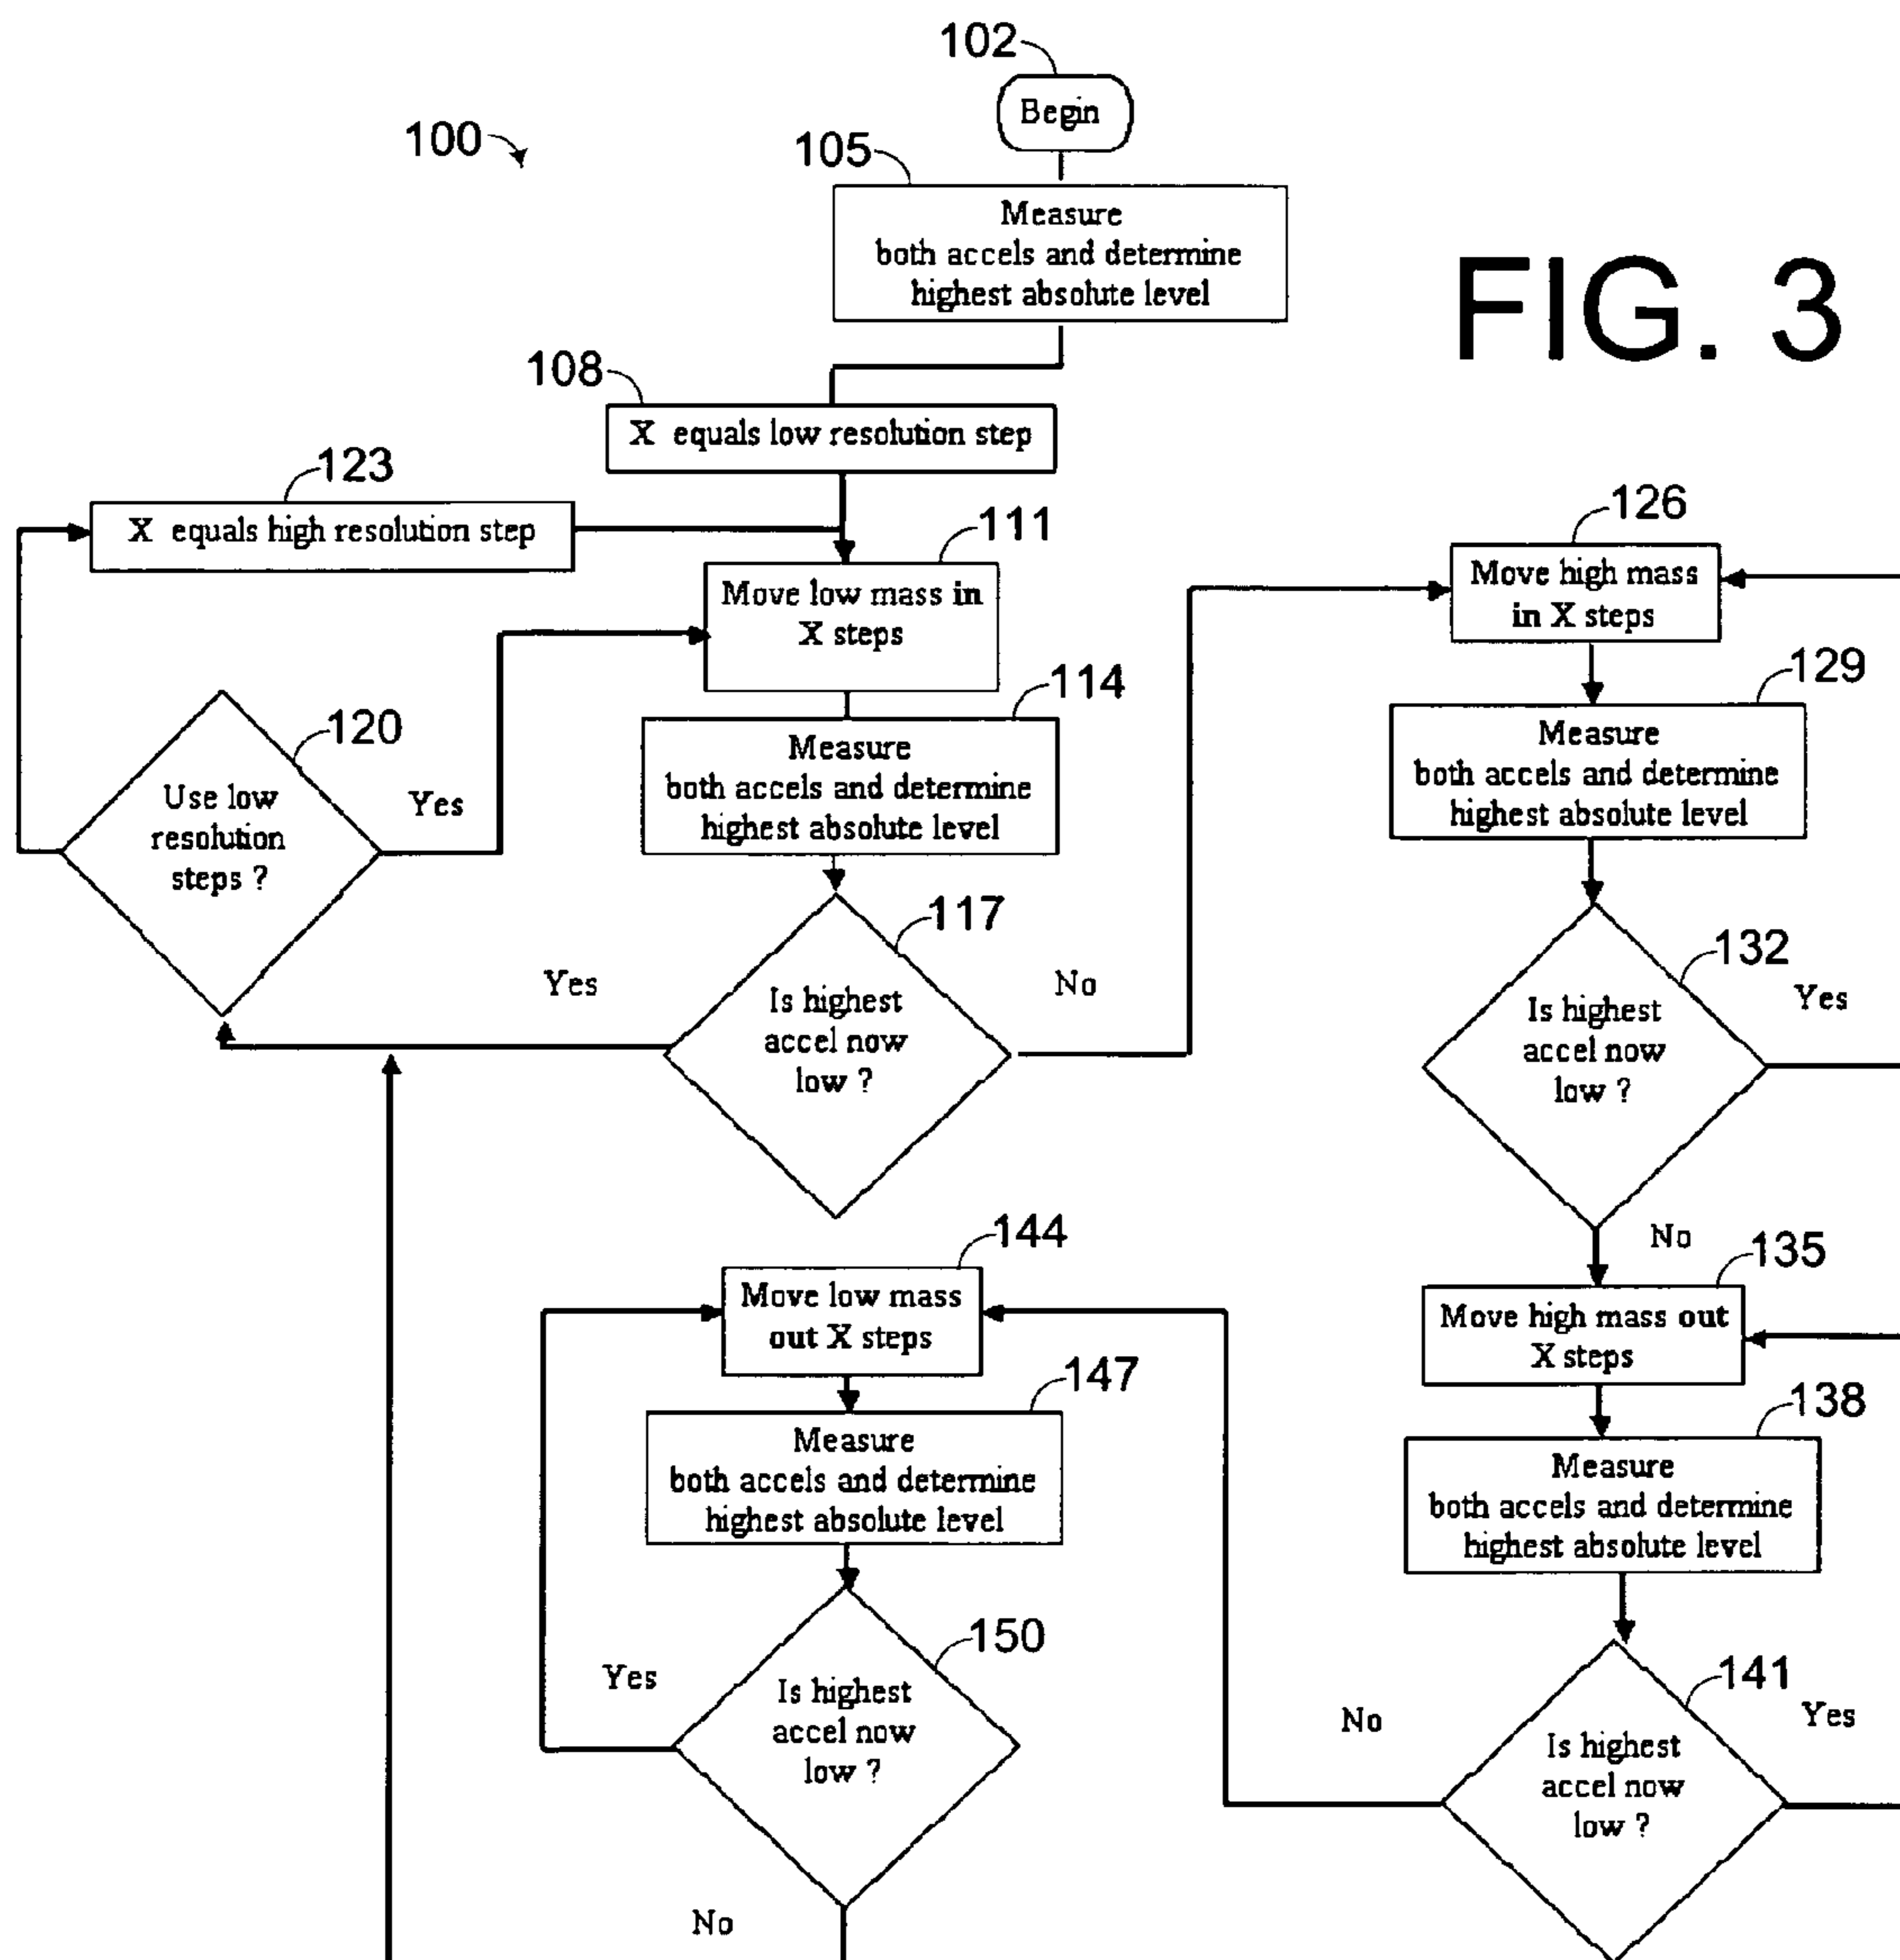 102
Begin
100
105
Measure
both accels and determine
highest absolute level
FIG. 3
108
X equals low resolution step
123
X equals high resolution step
111
Move low mass in
X steps
126
Move high mass
in X steps
114
Measure
both accels and determine
highest absolute level
129
Measure
both accels and determine
highest absolute level
120
Use low
resolution
steps ?
Yes
117
Is highest
accel now
low ?
Yes
No
132
Is highest
accel now
low ?
Yes
No
144
Move low mass
out X steps
135
Move high mass out
X steps
147
Measure
both accels and determine
highest absolute level
138
Measure
both accels and determine
highest absolute level
150
Is highest
accel now
low ?
Yes
No
141
Is highest
accel now
low ?
No
Yes